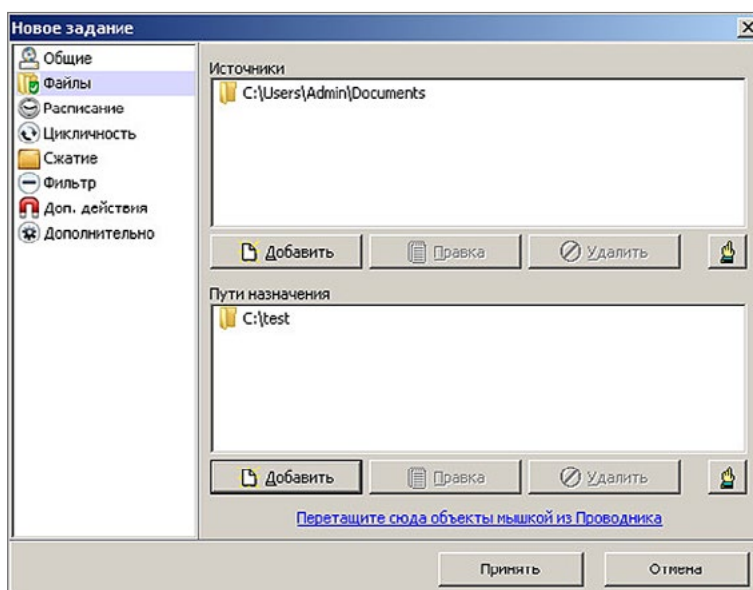 Новое задание
Общие
Файлы
Расписание
Цикличность
Сжатие
Фильтр
Доп. действия
Дополнительно
Источники
C:\Users\Admin\Documents
Добавить
Правка
Удалить
Пути назначения
C:\test
Добавить
Правка
Удалить
Перетащите сюда объекты мышкой из Проводника
Принять
Отмена